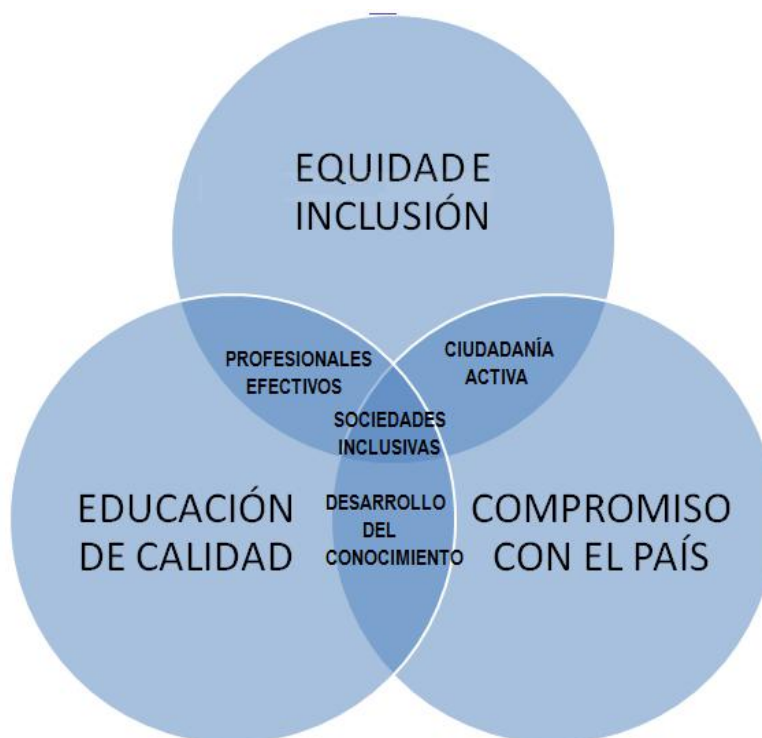 EQUIDAD E
INCLUSIÓN
PROFESIONALES
EFECTIVOS
CIUDADANÍA
ACTIVA
SOCIEDADES
INCLUSIVAS
EDUCACIÓN
DE CALIDAD
DESARROLLO
DEL
CONOCIMIENTO
COMPROMISO
CON EL PAÍS